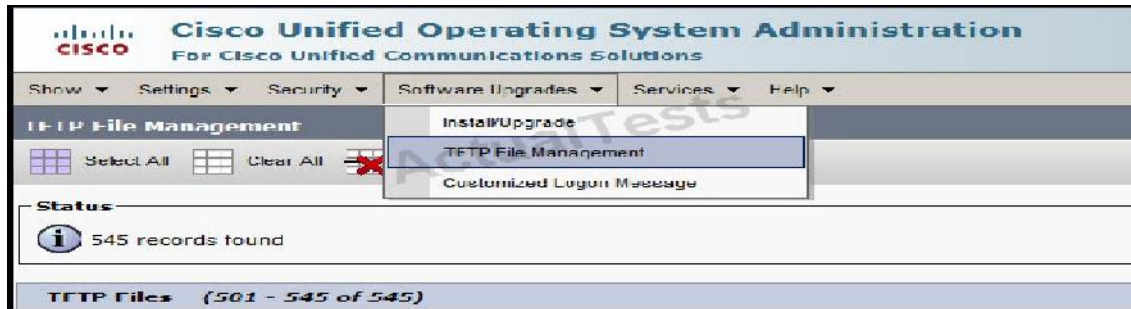 CISCO
Cisco Unified Operating System Administration
For Cisco Unified Communications Solutions
Show Settings Security Software Upgrades Services Help
TFTP File Management
Install/Upgrade
TFTP File Management
Customized Logon Message
Select All Clear All
ActualTests
Status
545 records found
TFTP Files (501 - 545 of 545)